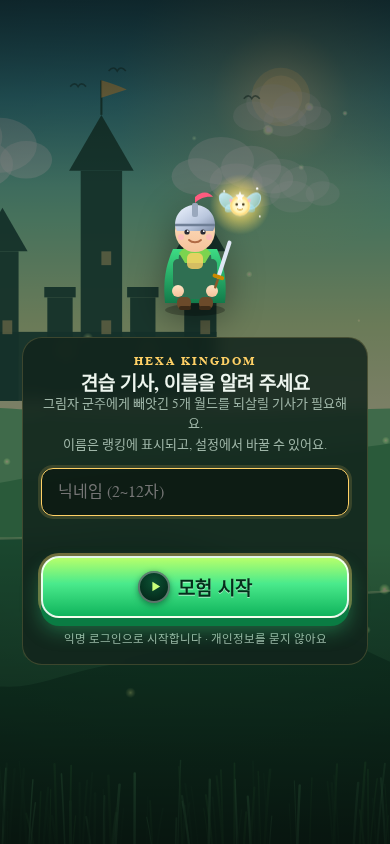 HEXA KINGDOM
견습 기사, 이름을 알려 주세요
그림자 군주에게 빼앗긴 5개 월드를 되살릴 기사가 필요해
요.
이름은 랭킹에 표시되고, 설정에서 바꿀 수 있어요.
닉네임 (2~12자)
모험 시작
익명 로그인으로 시작합니다 · 개인정보를 묻지 않아요